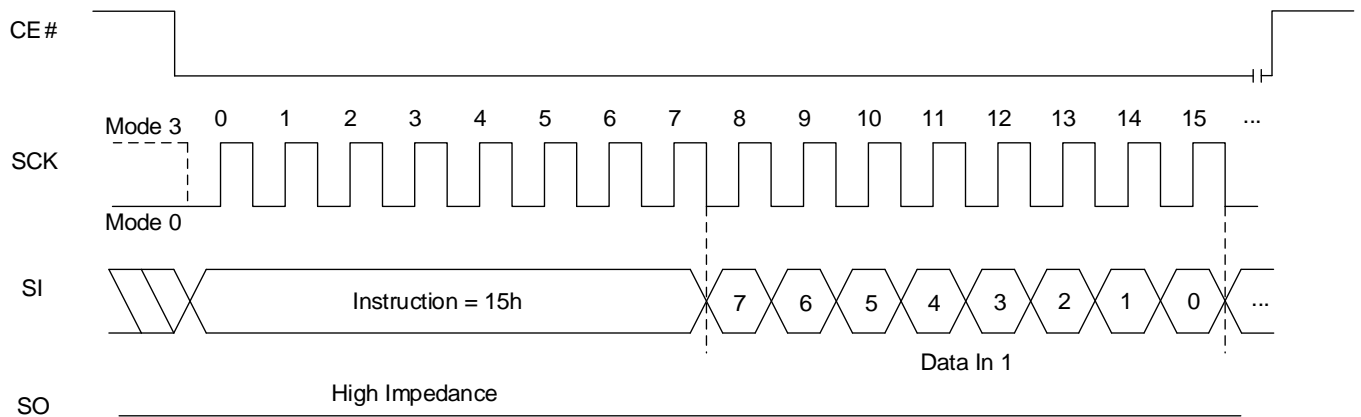 CE#
Mode 3 0 1 2 3 4 5 6 7 8 9 10 11 12 13 14 15 ...
SCK
Mode 0
SI Instruction = 15h 7 6 5 4 3 2 1 0 ...
Data In 1
High Impedance
SO